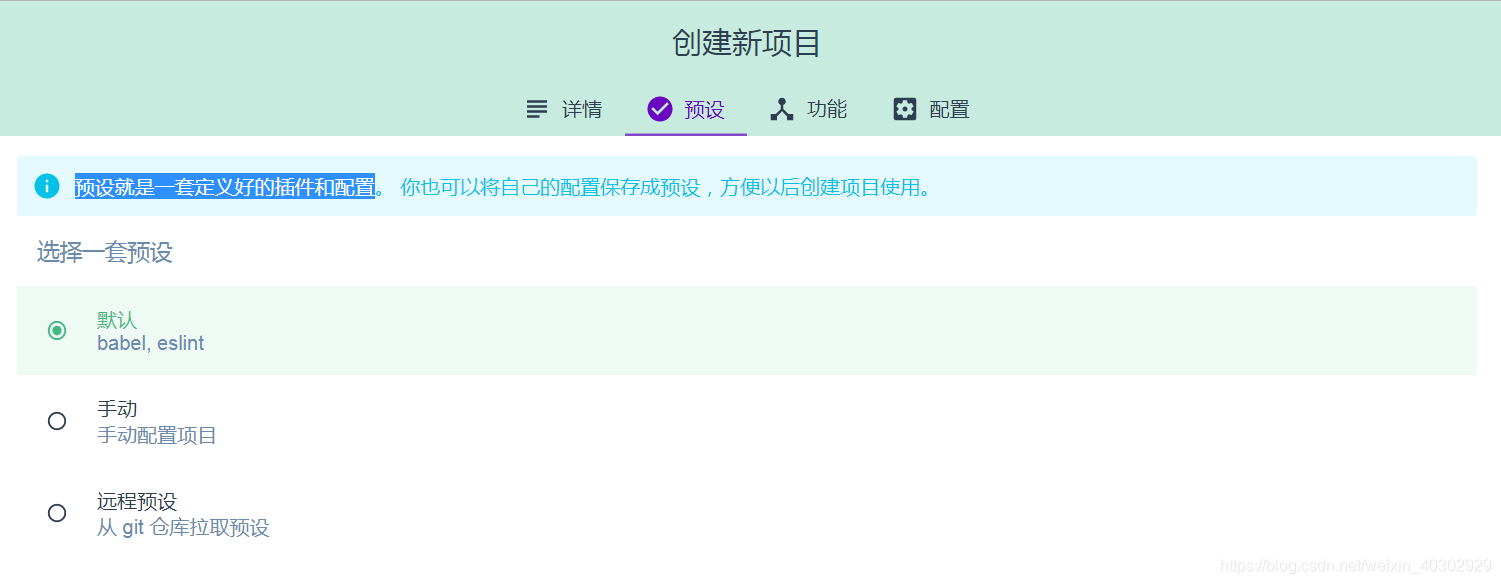 创建新项目
详情 预设 功能 配置
预设就是一套定义好的插件和配置。 你也可以将自己的配置保存成预设，方便以后创建项目使用。
选择一套预设
默认
babel, eslint
手动
手动配置项目
远程预设
从 git 仓库拉取预设
https://blog.csdn.net/weixin_40302929